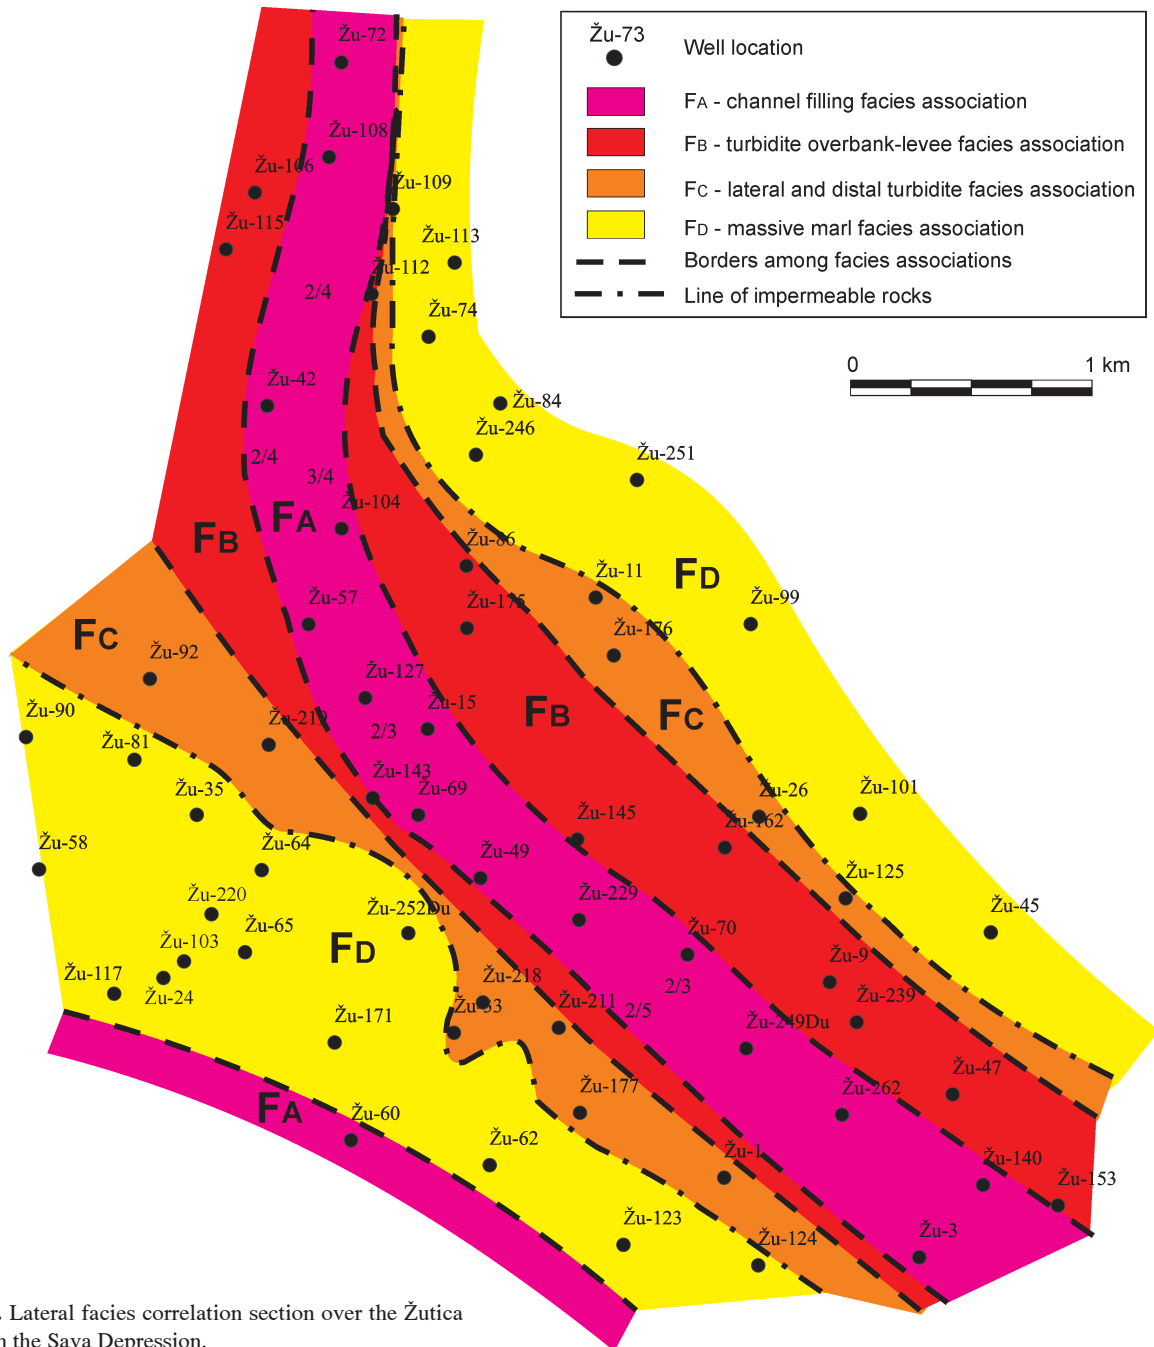 Žu-73
Well location
FA - channel filling facies association
FB - turbidite overbank-levee facies association
FC - lateral and distal turbidite facies association
FD - massive marl facies association
Borders among facies associations
Line of impermeable rocks
0 1 km
Žu-72
Žu-108
Žu-106
Žu-109
Žu-115
Žu-113
Žu-112
2/4
Žu-74
Žu-42
Žu-84
Žu-246
2/4
Žu-251
3/4
Žu-104
FA
FB
Žu-86
Žu-11
FD
Žu-57
Žu-175
Žu-99
FC
Žu-176
Žu-92
Žu-127
Žu-90
Žu-15
Žu-219
FB
FC
2/3
Žu-81
Žu-143
Žu-35
Žu-69
Žu-26
Žu-101
Žu-145
Žu-162
Žu-58
Žu-64
Žu-49
Žu-125
Žu-220
Žu-229
Žu-252Du
Žu-45
Žu-65
Žu-70
Žu-103
FD
Žu-9
Žu-117
Žu-218
2/3
Žu-24
Žu-239
Žu-211
2/5
Žu-171
Žu-33
Žu-249Du
Žu-47
Žu-177
Žu-262
FA
Žu-60
Žu-62
Žu-1
Žu-140
Žu-153
Žu-123
Žu-3
Žu-124
. Lateral facies correlation section over the Žutica
the Sava Depression.